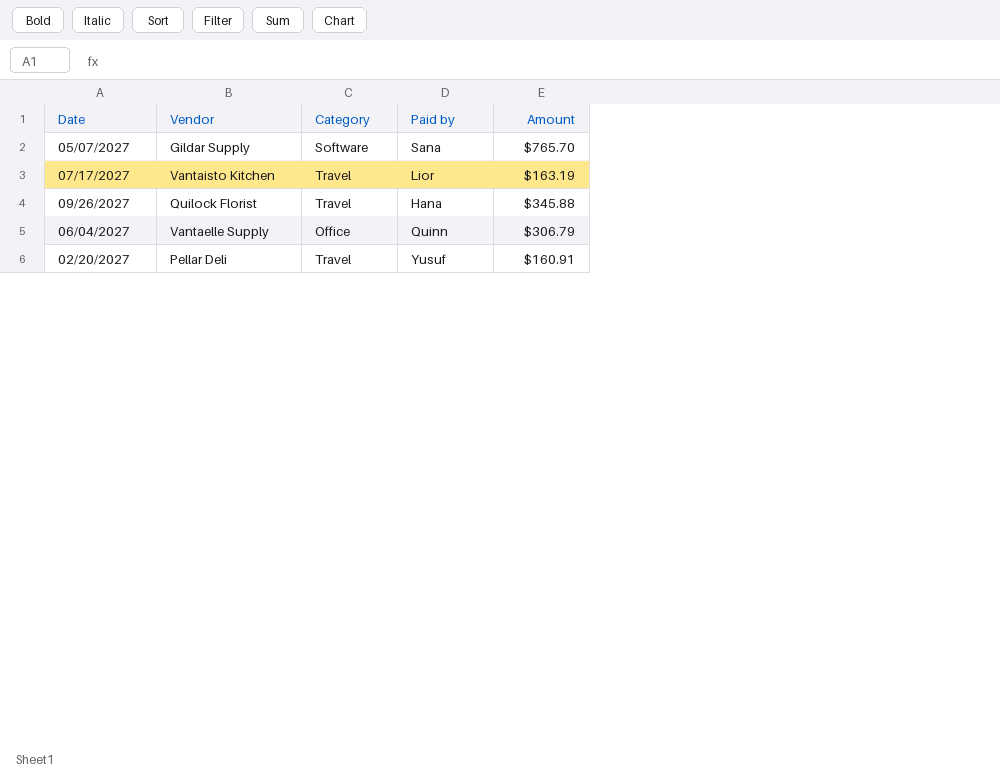 Bold Italic Sort Filter Sum Chart
A1 fx
A B C D E
1 Date Vendor Category Paid by Amount
2 05/07/2027 Gildar Supply Software Sana $765.70
3 07/17/2027 Vantaisto Kitchen Travel Lior $163.19
4 09/26/2027 Quilock Florist Travel Hana $345.88
5 06/04/2027 Vantaelle Supply Office Quinn $306.79
6 02/20/2027 Pellar Deli Travel Yusuf $160.91
Sheet1